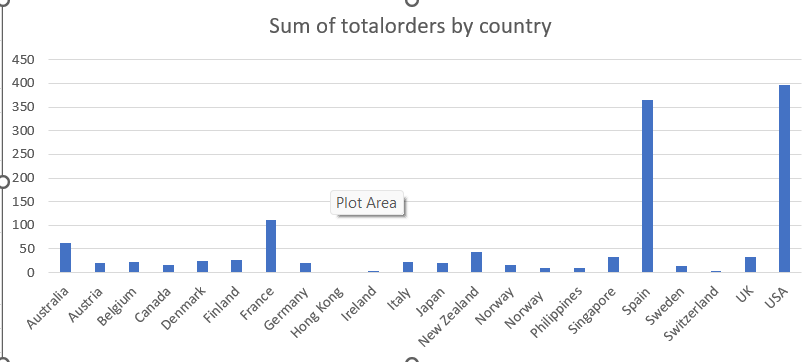 Sum of totalorders by country
450
400
350
300
250
200
150
100
50
0
Plot Area
Australia
Austria
Belgium
Canada
Denmark
Finland
France
Germany
Hong Kong
Ireland
Italy
Japan
New Zealand
Norway
Norway
Philippines
Singapore
Spain
Sweden
Switzerland
UK
USA